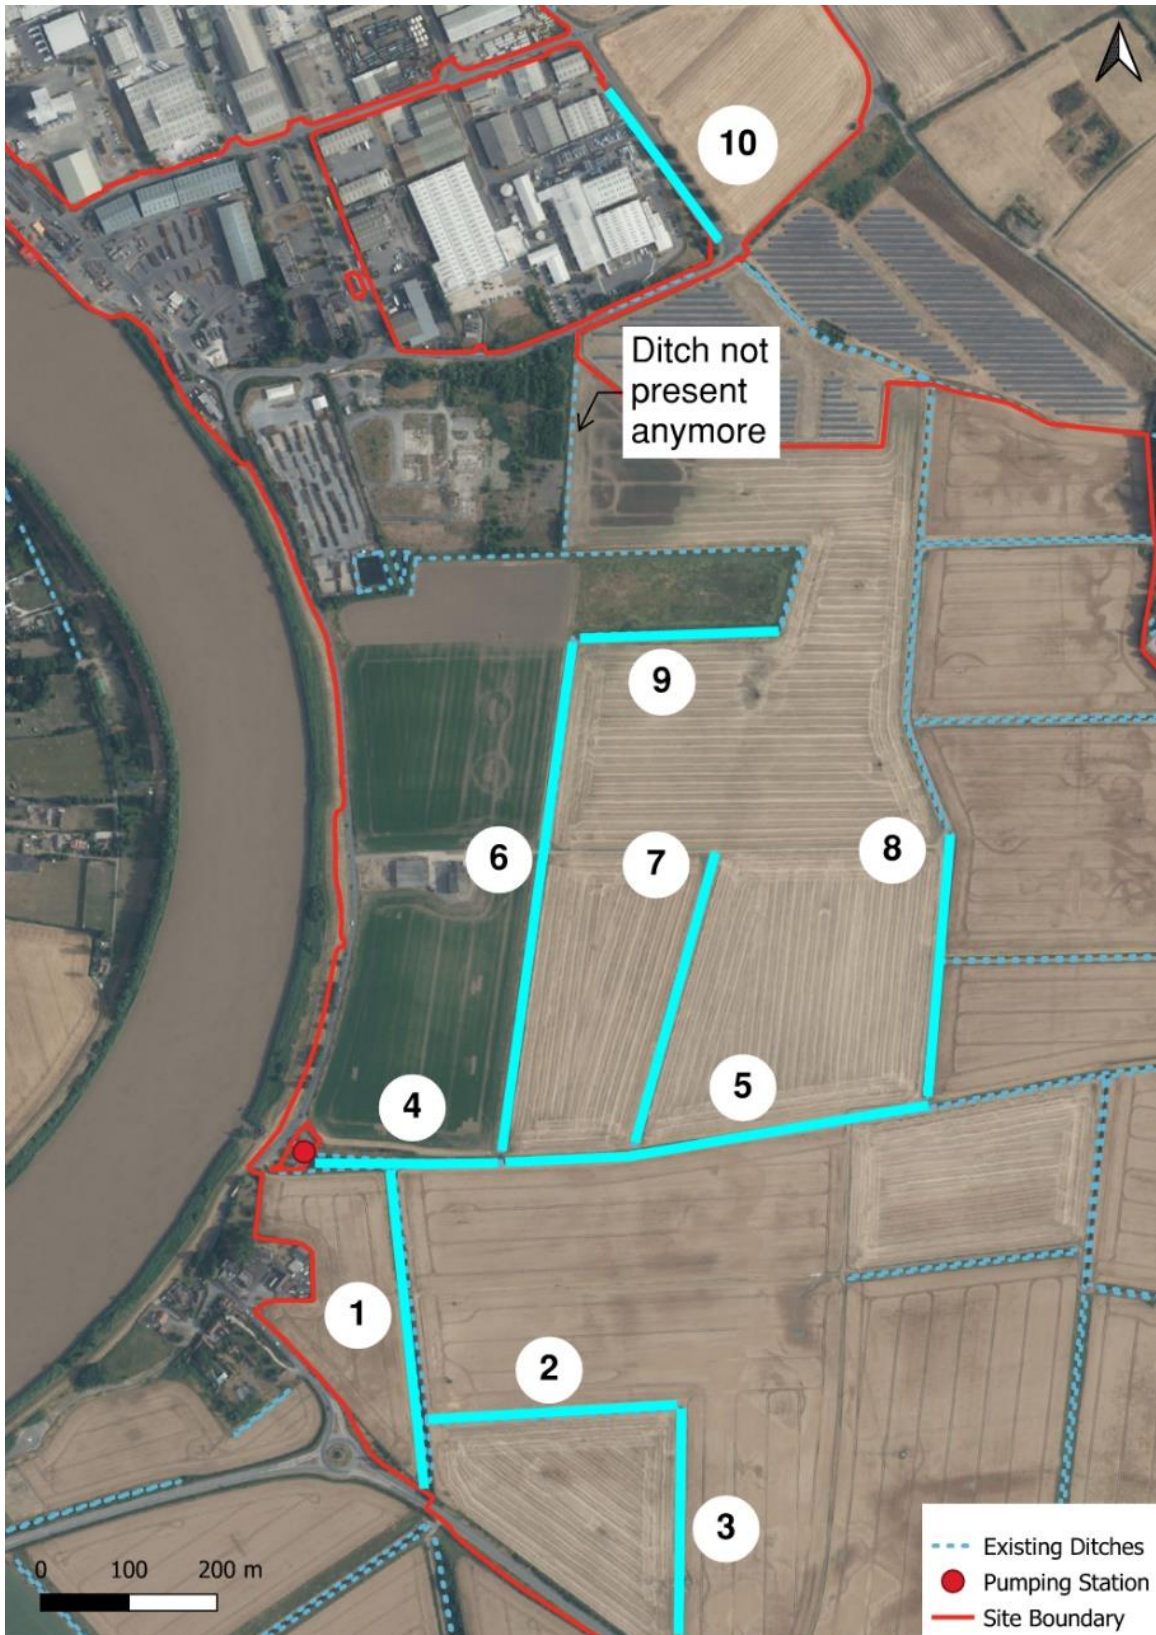 10
Ditch not
present
anymore
9
6
7
8
5
4
1
2
3
0 100 200 m
Existing Ditches
Pumping Station
Site Boundary